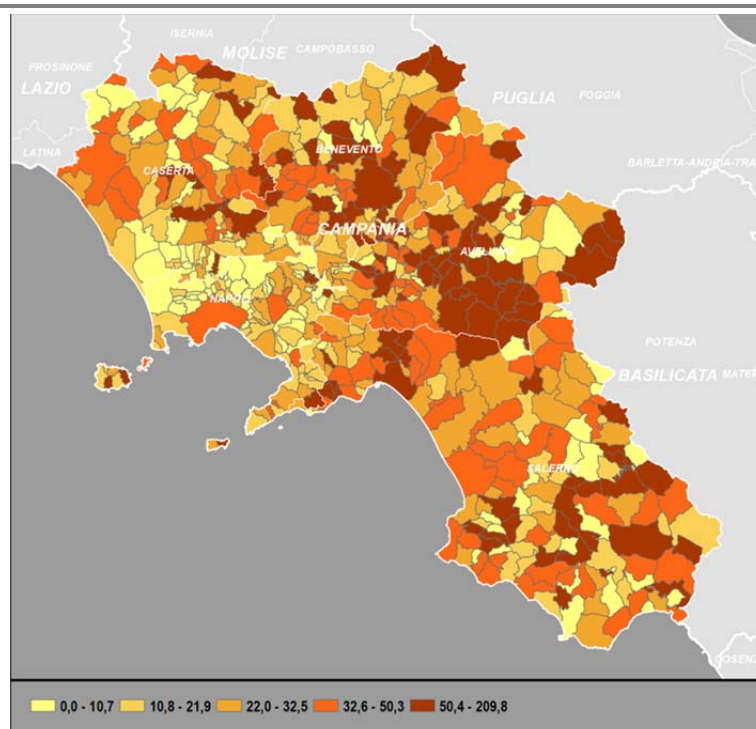 ISERNIA
MOLISE
CAMPOBASSO
FROSINONE
LAZIO
PUGLIA
FOGGIA
LATINA
BENEVENTO
BARLETTA-ANDRIA-TRA
CASERTA
CAMPANIA
AVELLINO
NAPOLI
POTENZA
BASILICATA
MATE
SALERNO
COSENZ
0,0 - 10,7
10,8 - 21,9
22,0 - 32,5
32,6 - 50,3
50,4 - 209,8